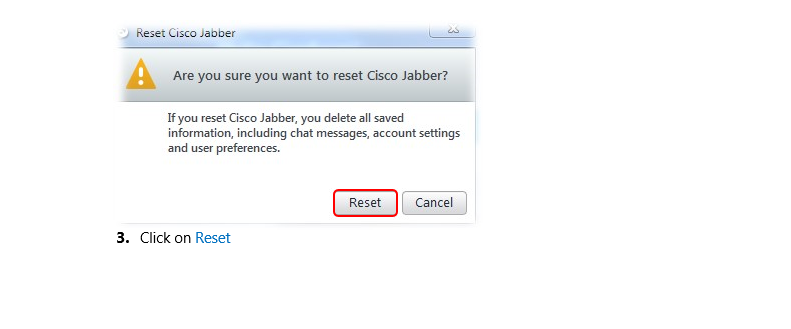 Reset Cisco Jabber
Are you sure you want to reset Cisco Jabber?
If you reset Cisco Jabber, you delete all saved
information, including chat messages, account settings
and user preferences.
Reset Cancel
3. Click on Reset